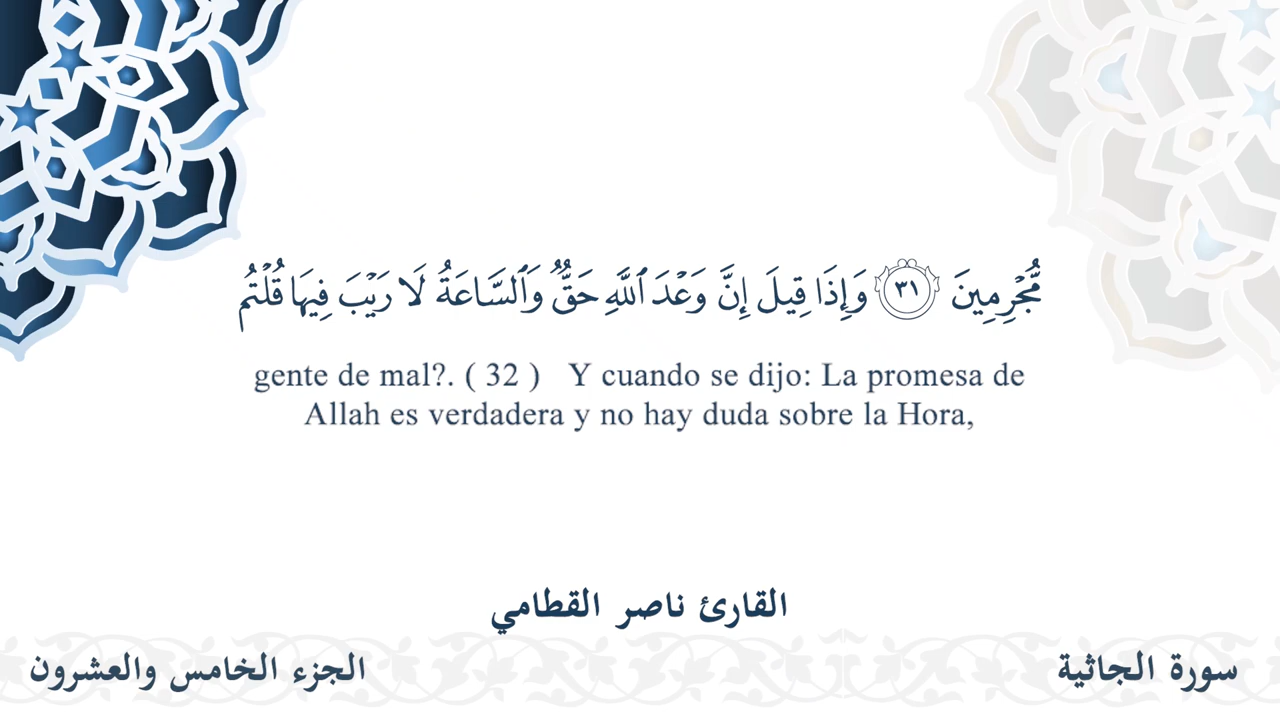 مُّجْرِمِينَ ٣١ وَإِذَا قِيلَ إِنَّ وَعْدَ ٱللَّهِ حَقٌّ وَٱلسَّاعَةُ لَا رَيْبَ فِيهَا قُلْتُم
gente de mal?. ( 32 ) Y cuando se dijo: La promesa de
Allah es verdadera y no hay duda sobre la Hora,
القارئ ناصر القطامي
سورة الجاثية
الجزء الخامس والعشرون